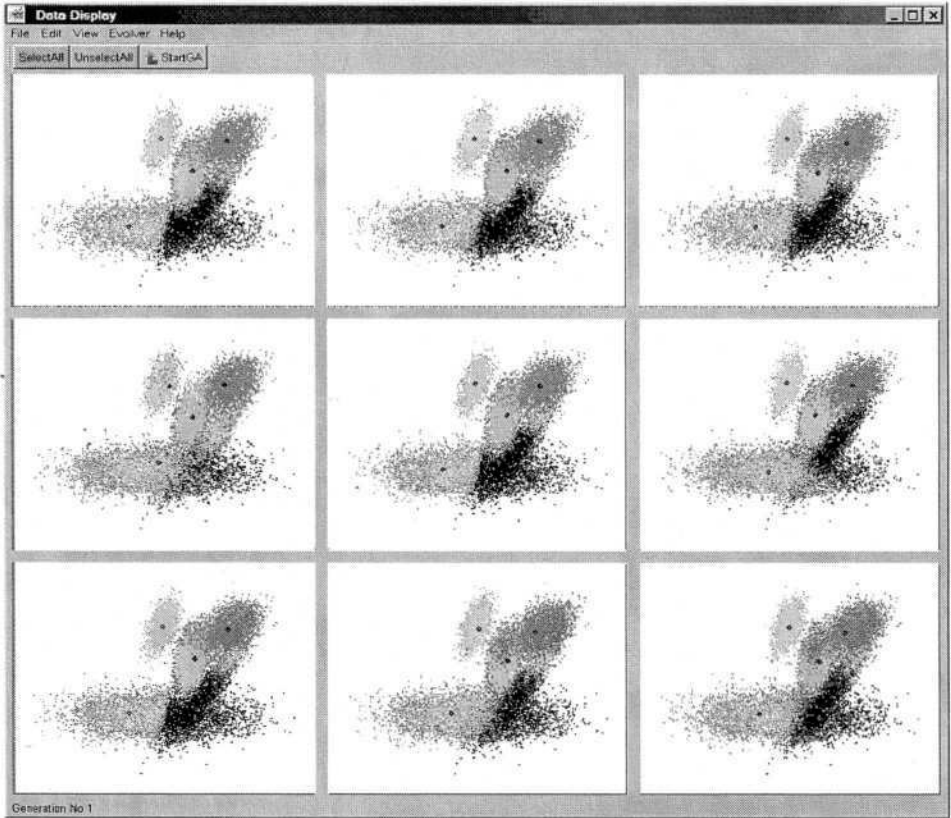 Data Display
File Edit View Evolver Help
SelectAll UnselectAll StartGA
Generation No 1